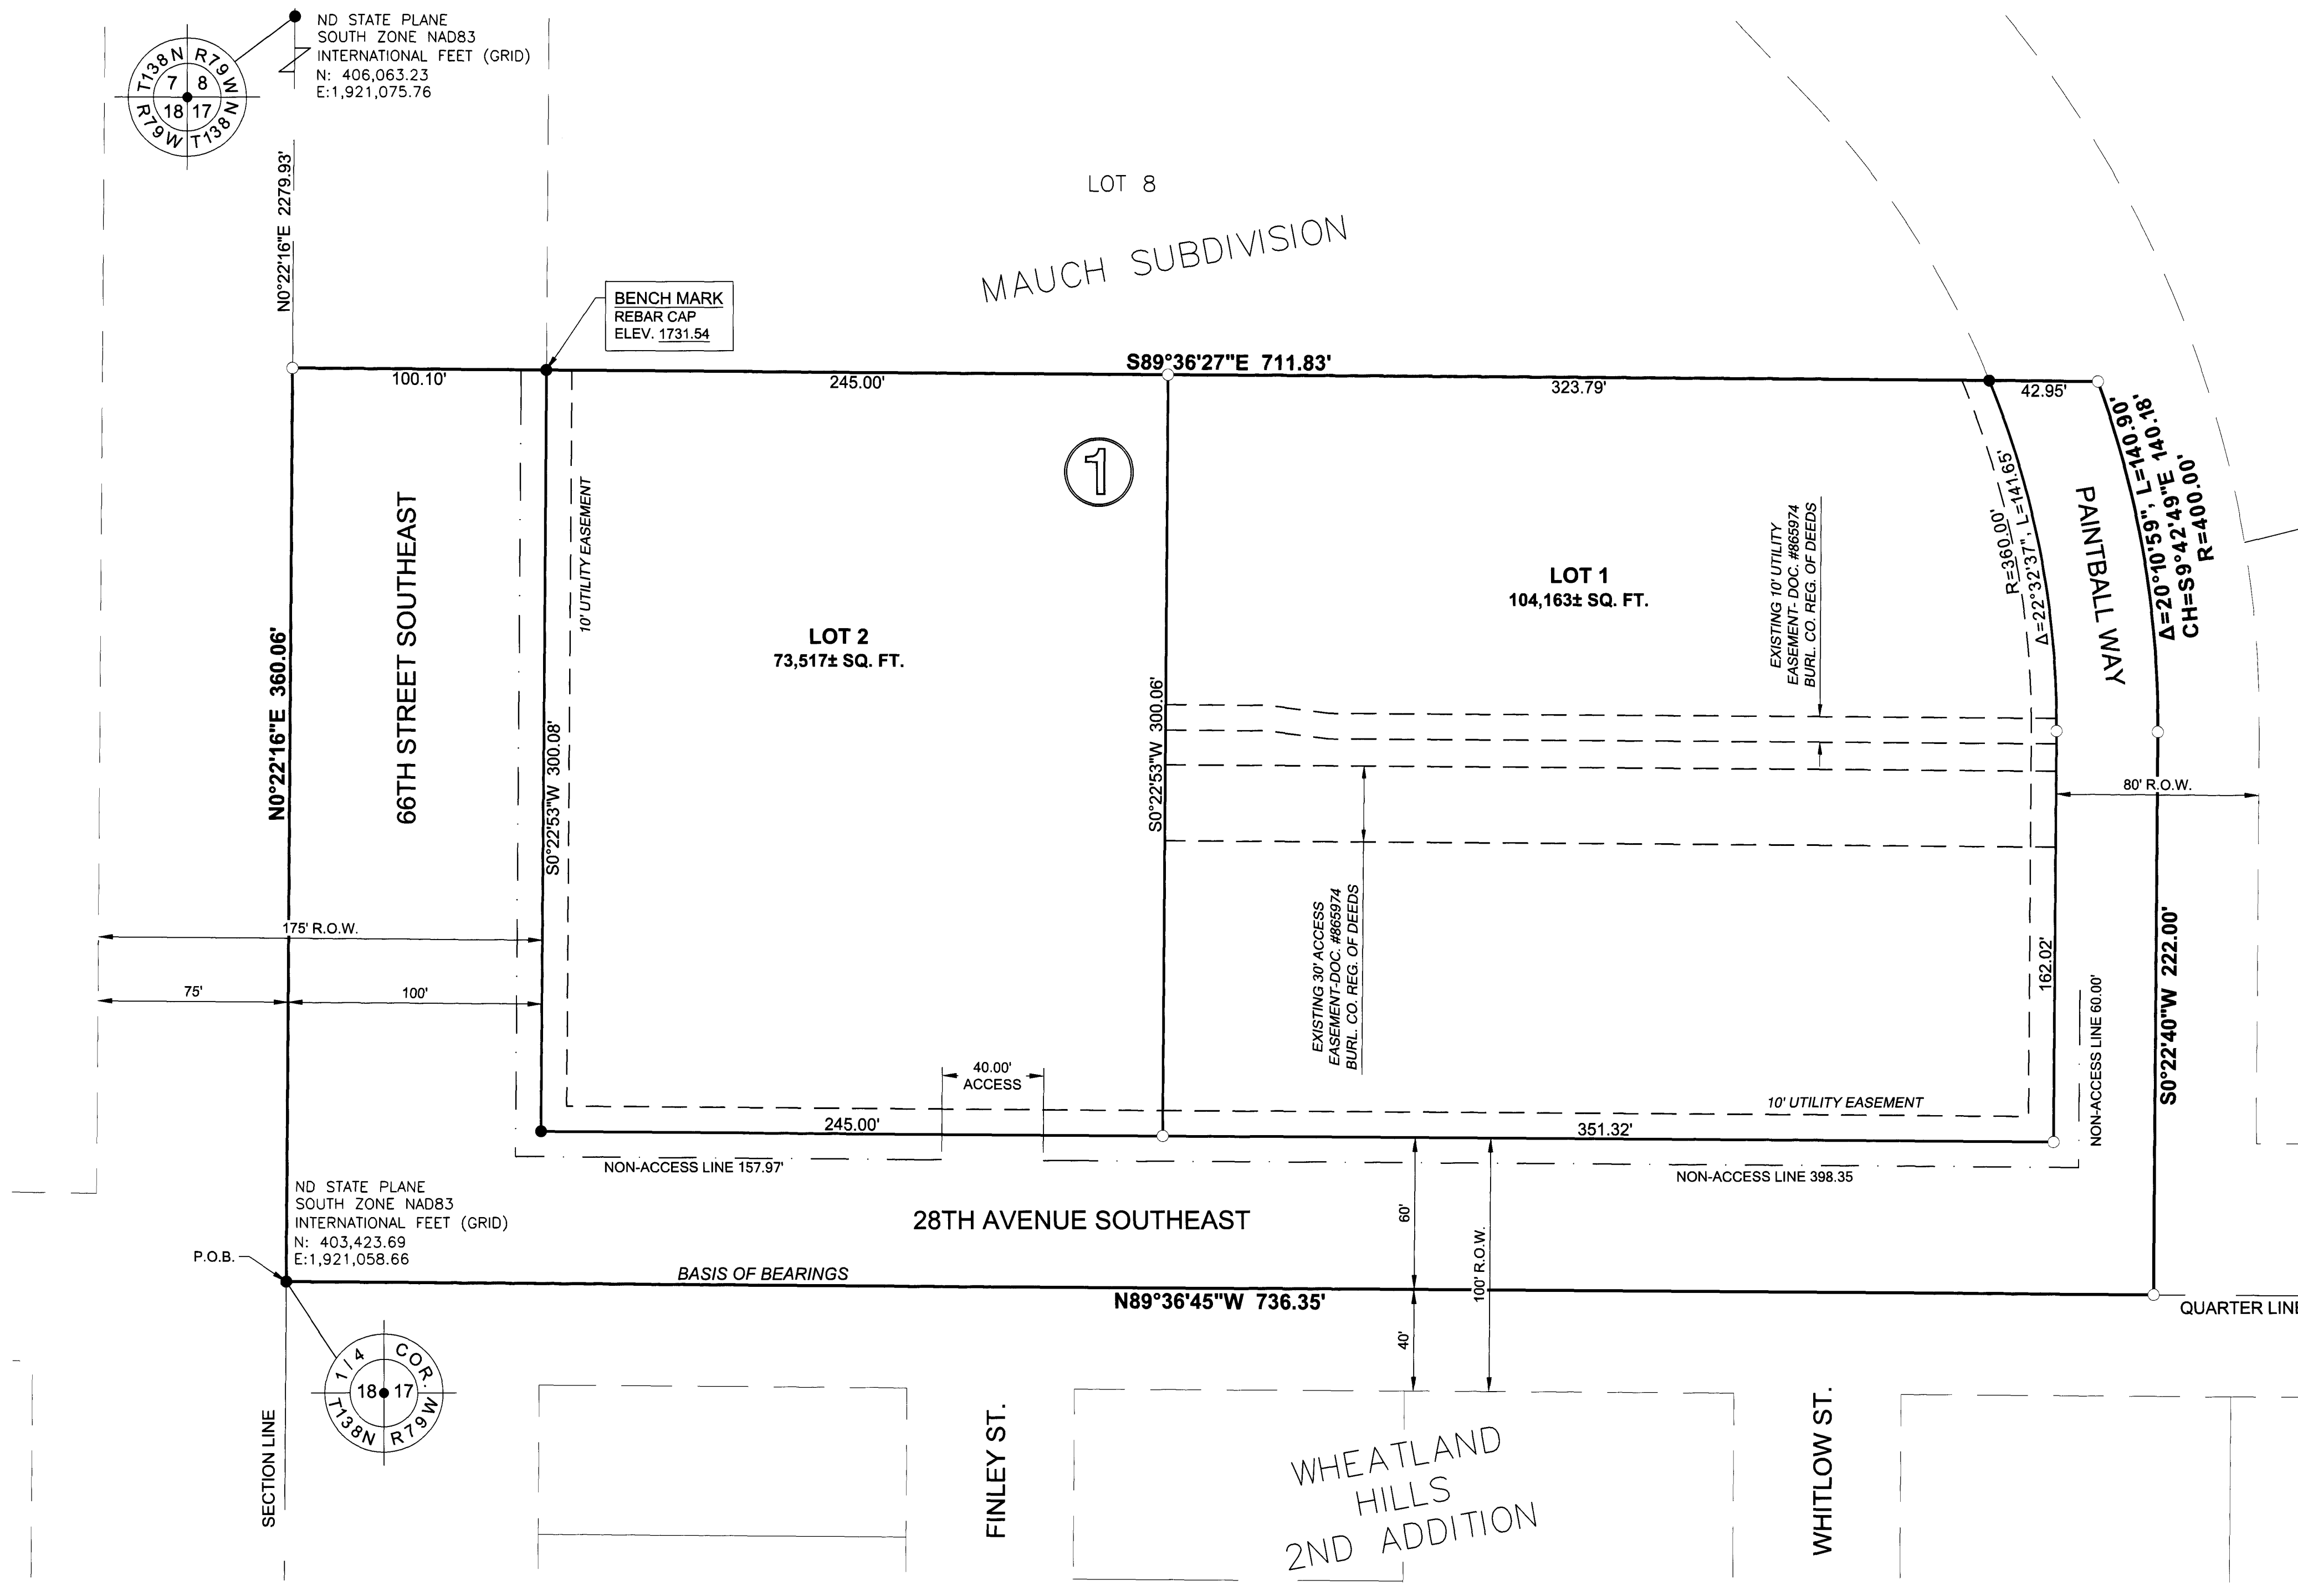 ND STATE PLANE
SOUTH ZONE NAD83
INTERNATIONAL FEET (GRID)
N: 406,063.23
E:1,921,075.76
T138N R79W
7 8
18 17
R79W T138N
N0°22'16"E 2279.93'
LOT 8
MAUCH SUBDIVISION
BENCH MARK
REBAR CAP
ELEV. 1731.54
S89°36'27"E 711.83'
100.10'
245.00'
323.79'
42.95'
Δ=20°10'59", L=140.90'
CH=S9°42'49"E 140.18'
R=400.00'
R=360.00'
Δ=22°32'37", L=141.65'
PAINTBALL WAY
1
10' UTILITY EASEMENT
66TH STREET SOUTHEAST
N0°22'16"E 360.06'
S0°22'53"W 300.08'
LOT 2
73,517± SQ. FT.
LOT 1
104,163± SQ. FT.
EXISTING 10' UTILITY
EASEMENT- DOC. #865974
BURL. CO. REG. OF DEEDS
S0°22'53"W 300.06'
80' R.O.W.
EXISTING 30' ACCESS
EASEMENT-DOC. #865974
BURL. CO. REG. OF DEEDS
175' R.O.W.
75'
100'
162.02'
NON-ACCESS LINE 60.00'
S0°22'40"W 222.00'
40.00'
ACCESS
10' UTILITY EASEMENT
245.00'
351.32'
NON-ACCESS LINE 157.97'
NON-ACCESS LINE 398.35
ND STATE PLANE
SOUTH ZONE NAD83
INTERNATIONAL FEET (GRID)
N: 403,423.69
E:1,921,058.66
P.O.B.
28TH AVENUE SOUTHEAST
60'
100' R.O.W.
BASIS OF BEARINGS
N89°36'45"W 736.35'
QUARTER LINE
40'
1/4 COR.
18 17
T138N R79W
SECTION LINE
FINLEY ST.
WHEATLAND
HILLS
2ND ADDITION
WHITLOW ST.